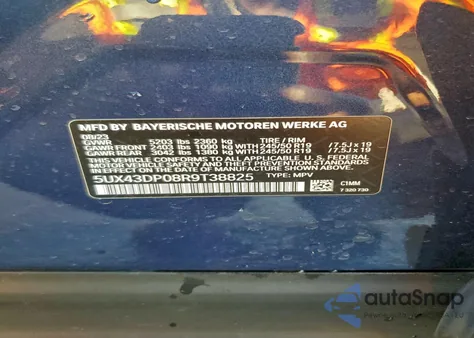 MFD BY BAYERISCHE MOTOREN WERKE AG
08/23
GVWR 5203 lbs 2360 kg TIRE / RIM
GAWR FRONT 2403 lbs 1090 kg WITH 245/50 R19 / 7.5J x 19
GAWR REAR 3042 lbs 1380 kg WITH 245/50 R19 / 7.5J x 19
THIS VEHICLE CONFORMS TO ALL APPLICABLE U.S. FEDERAL
MOTOR VEHICLE SAFETY STANDARDS IN EFFECT ON THE
DATE OF MANUFACTURE SHOWN ABOVE.
5UX43DP08R9T38825 TYPE: MPV
C1MM
7 320 730
autoSnap